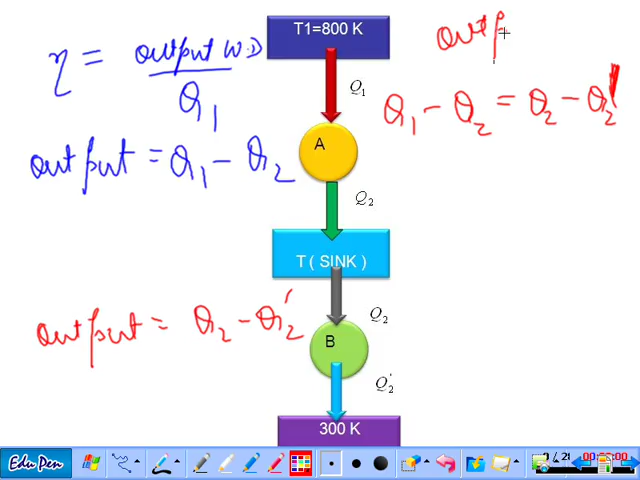 T1=800 K
outp
η = output W.D
Q1
Q1
Q1 - Q2 = Q2 - Q2'
A
output = Q1 - Q2
Q2
T ( SINK )
output = Q2 - Q2'
Q2
B
Q2'
300 K
Edu Pen